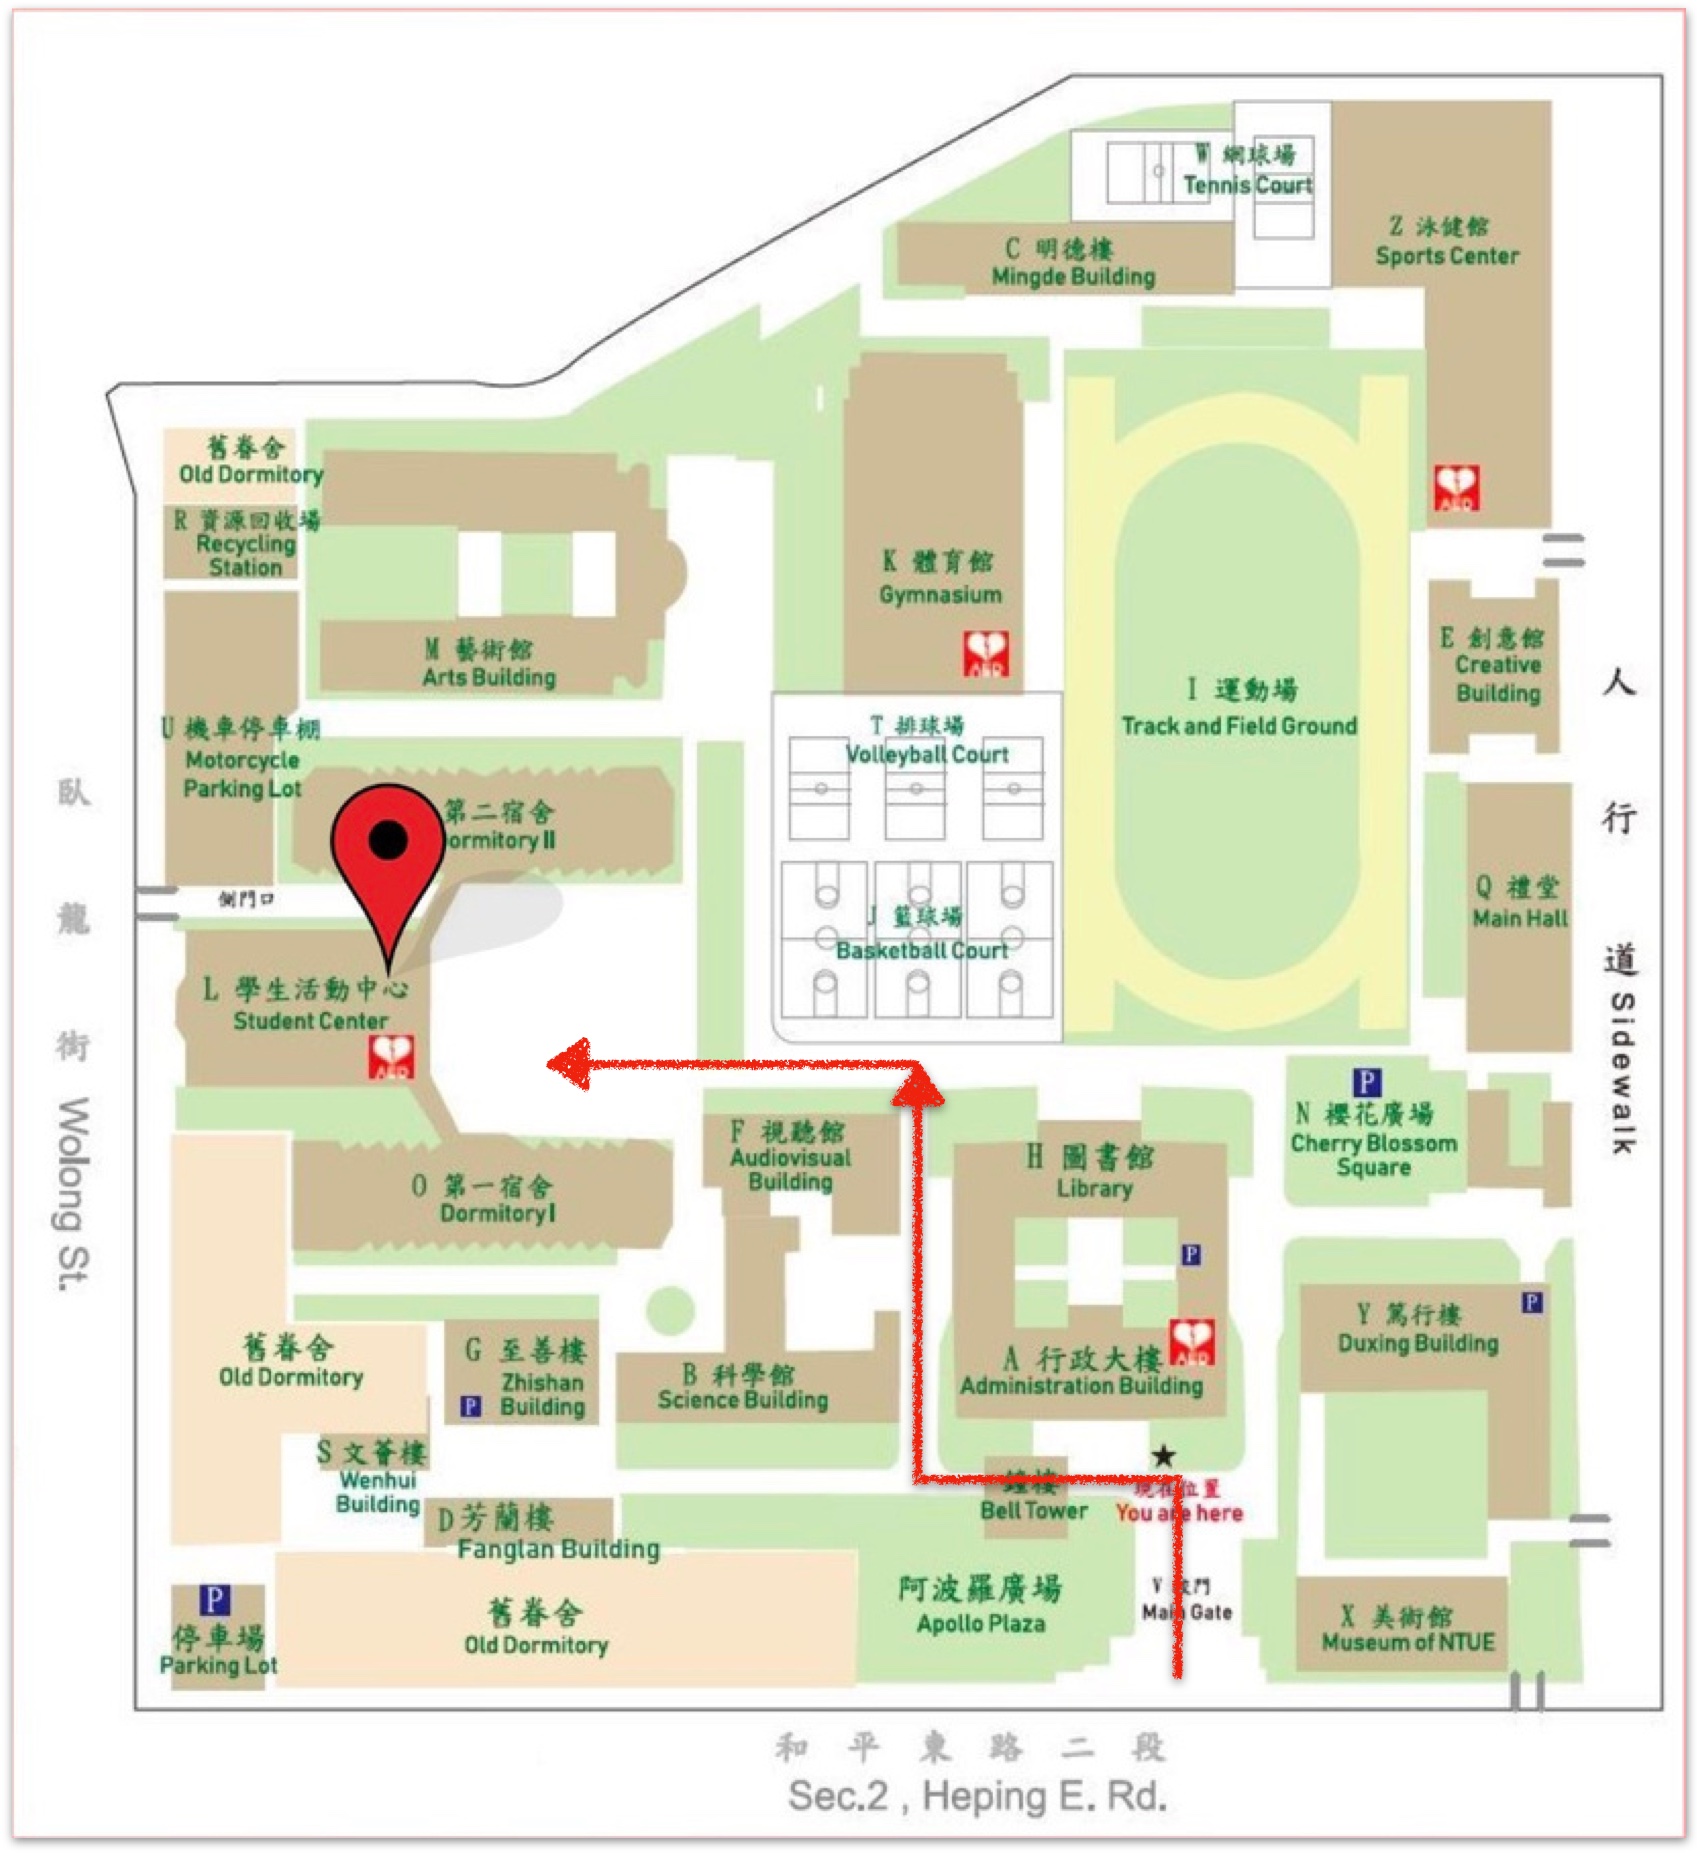 W 網球場
Tennis Court
Z 泳健館
Sports Center
C 明德樓
Mingde Building
舊眷舍
Old Dormitory
R 資源回收場
Recycling
Station
K 體育館
Gymnasium
AED
AED
E 創意館
Creative
Building
M 藝術館
Arts Building
I 運動場
Track and Field Ground
U 機車停車棚
Motorcycle
Parking Lot
T 排球場
Volleyball Court
第二宿舍
ormitory II
側門口
J 籃球場
Basketball Court
Q 禮堂
Main Hall
L 學生活動中心
Student Center
AED
人行道 Sidewalk
臥龍街 Wolong St.
P
N 櫻花廣場
Cherry Blossom
Square
F 視聽館
Audiovisual
Building
H 圖書館
Library
P
O 第一宿舍
Dormitory I
P
Y 篤行樓
Duxing Building
舊眷舍
Old Dormitory
G 至善樓
Zhishan
P Building
B 科學館
Science Building
A 行政大樓
Administration Building
AED
S 文薈樓
Wenhui
Building
鐘樓
Bell Tower
現在位置
You are here
D 芳蘭樓
Fanglan Building
阿波羅廣場
Apollo Plaza
V 校門
Main Gate
P
停車場
Parking Lot
舊眷舍
Old Dormitory
X 美術館
Museum of NTUE
和平東路二段
Sec.2 , Heping E. Rd.